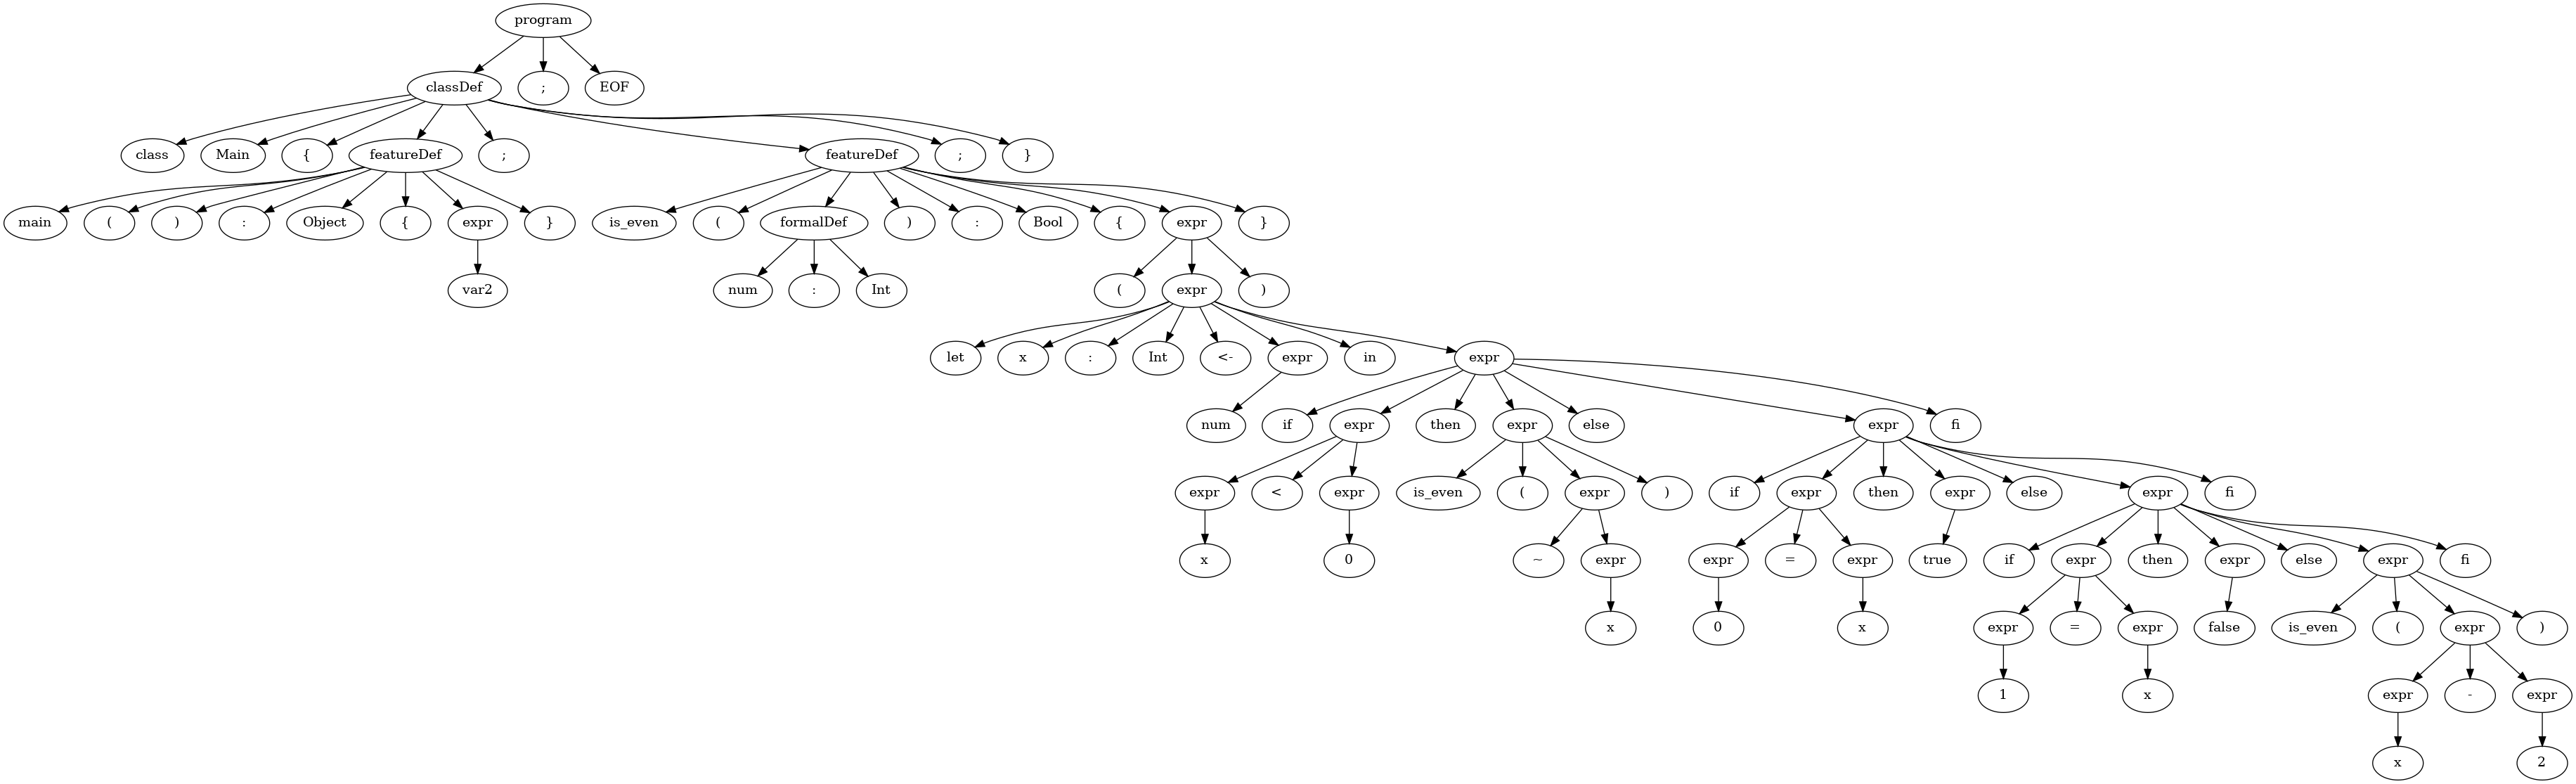 program
classDef ; EOF
class Main { featureDef ; featureDef ; }
main ( ) : Object { expr } is_even ( formalDef ) : Bool { expr }
var2 num : Int ( expr )
let x : Int <- expr in expr
num if expr then expr else expr fi
expr < expr is_even ( expr ) if expr then expr else expr fi
x 0 ~ expr expr = expr true if expr then expr else expr fi
x 0 x expr = expr false is_even ( expr )
1 x expr - expr
x 2